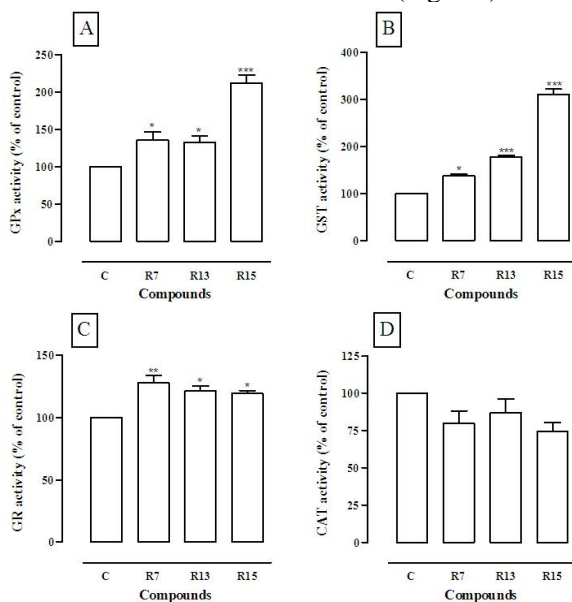 A
GPx activity (% of control)
250
200
150
100
50
0
*
*
***
C R7 R13 R15
Compounds
B
GST activity (% of control)
400
300
200
100
0
*
***
***
C R7 R13 R15
Compounds
C
GR activity (% of control)
150
100
50
0
**
*
*
C R7 R13 R15
Compounds
D
CAT activity (% of control)
125
100
75
50
25
0
C R7 R13 R15
Compounds